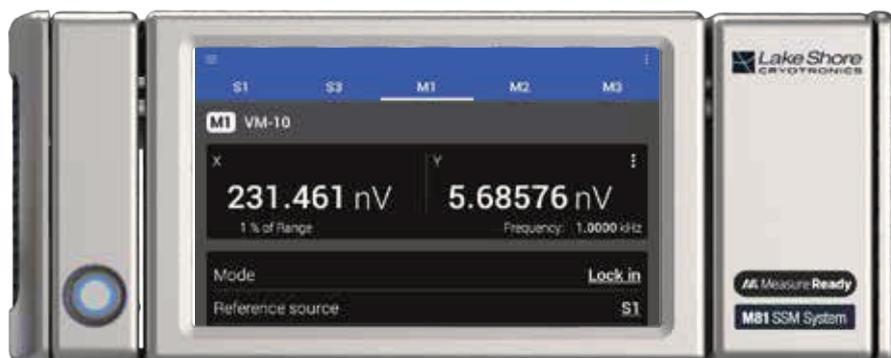 S1 S3 M1 M2 M3
M1 VM-10
X Y
231.461 nV 5.68576 nV
1 % of Range Frequency: 1.0000 kHz
Mode Lock in
Reference source S1
Lake Shore
CRYOTRONICS
MeasureReady
M81 SSM System